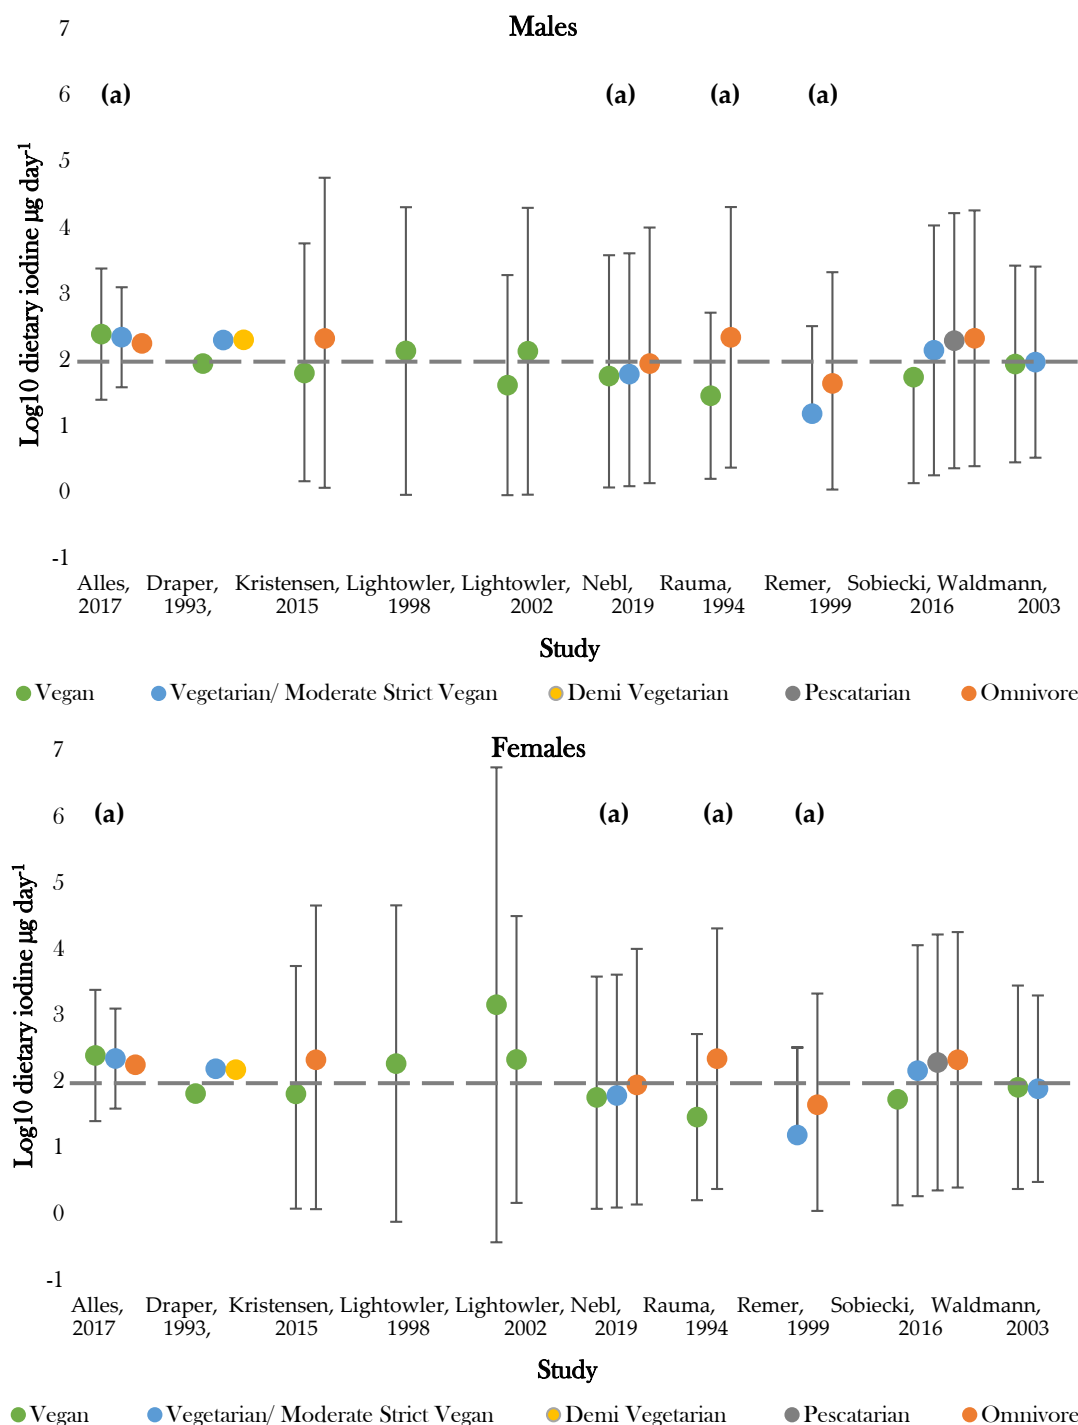 Males
7
6
5
4
3
2
1
0
-1
(a) (a) (a) (a)
Log10 dietary iodine µg day-1
Alles, Draper, Kristensen, Lightowler, Lightowler, Nebl, Rauma, Remer, Sobiecki, Waldmann,
2017 1993, 2015 1998 2002 2019 1994 1999 2016 2003
Study
Vegan Vegetarian/ Moderate Strict Vegan Demi Vegetarian Pescatarian Omnivore
Females
7
6
5
4
3
2
1
0
-1
(a) (a) (a) (a)
Log10 dietary iodine µg day-1
Alles, Draper, Kristensen, Lightowler, Lightowler, Nebl, Rauma, Remer, Sobiecki, Waldmann,
2017 1993, 2015 1998 2002 2019 1994 1999 2016 2003
Study
Vegan Vegetarian/ Moderate Strict Vegan Demi Vegetarian Pescatarian Omnivore